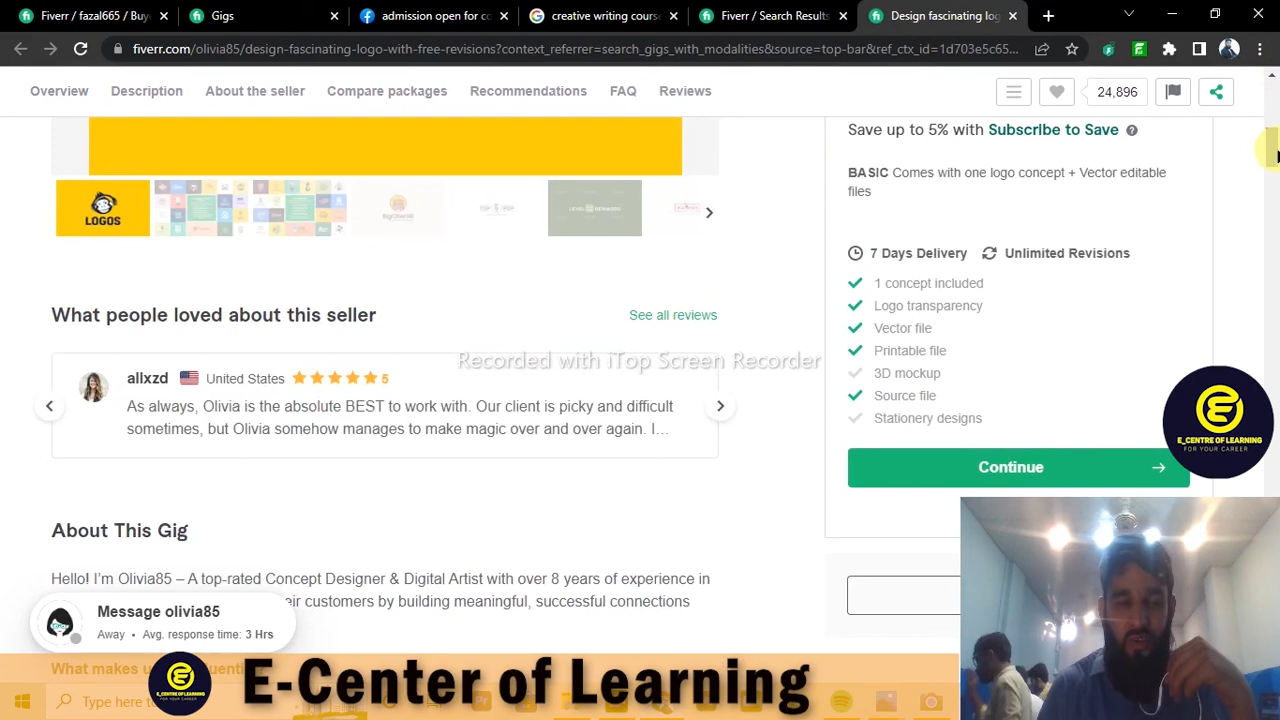 Fiverr / fazal665 / Buye
Gigs
admission open for co
creative writing course
Fiverr / Search Results
Design fascinating log
fiverr.com/olivia85/design-fascinating-logo-with-free-revisions?context_referrer=search_gigs_with_modalities&source=top-bar&ref_ctx_id=1d703e5c65...
Overview
Description
About the seller
Compare packages
Recommendations
FAQ
Reviews
24,896
Save up to 5% with Subscribe to Save
BASIC Comes with one logo concept + Vector editable
files
LOGOS
7 Days Delivery
Unlimited Revisions
1 concept included
Logo transparency
Vector file
Printable file
3D mockup
Source file
Stationery designs
Continue
What people loved about this seller
See all reviews
Recorded with iTop Screen Recorder
alixzd
United States
5
As always, Olivia is the absolute BEST to work with. Our client is picky and difficult
sometimes, but Olivia somehow manages to make magic over and over again. I...
E_CENTRE OF LEARNING
FOR YOUR CAREER
About This Gig
Hello! I'm Olivia85 – A top-rated Concept Designer & Digital Artist with over 8 years of experience in
eir customers by building meaningful, successful connections
Message olivia85
Away • Avg. response time: 3 Hrs
What makes u
E-Center of Learning
Type here to